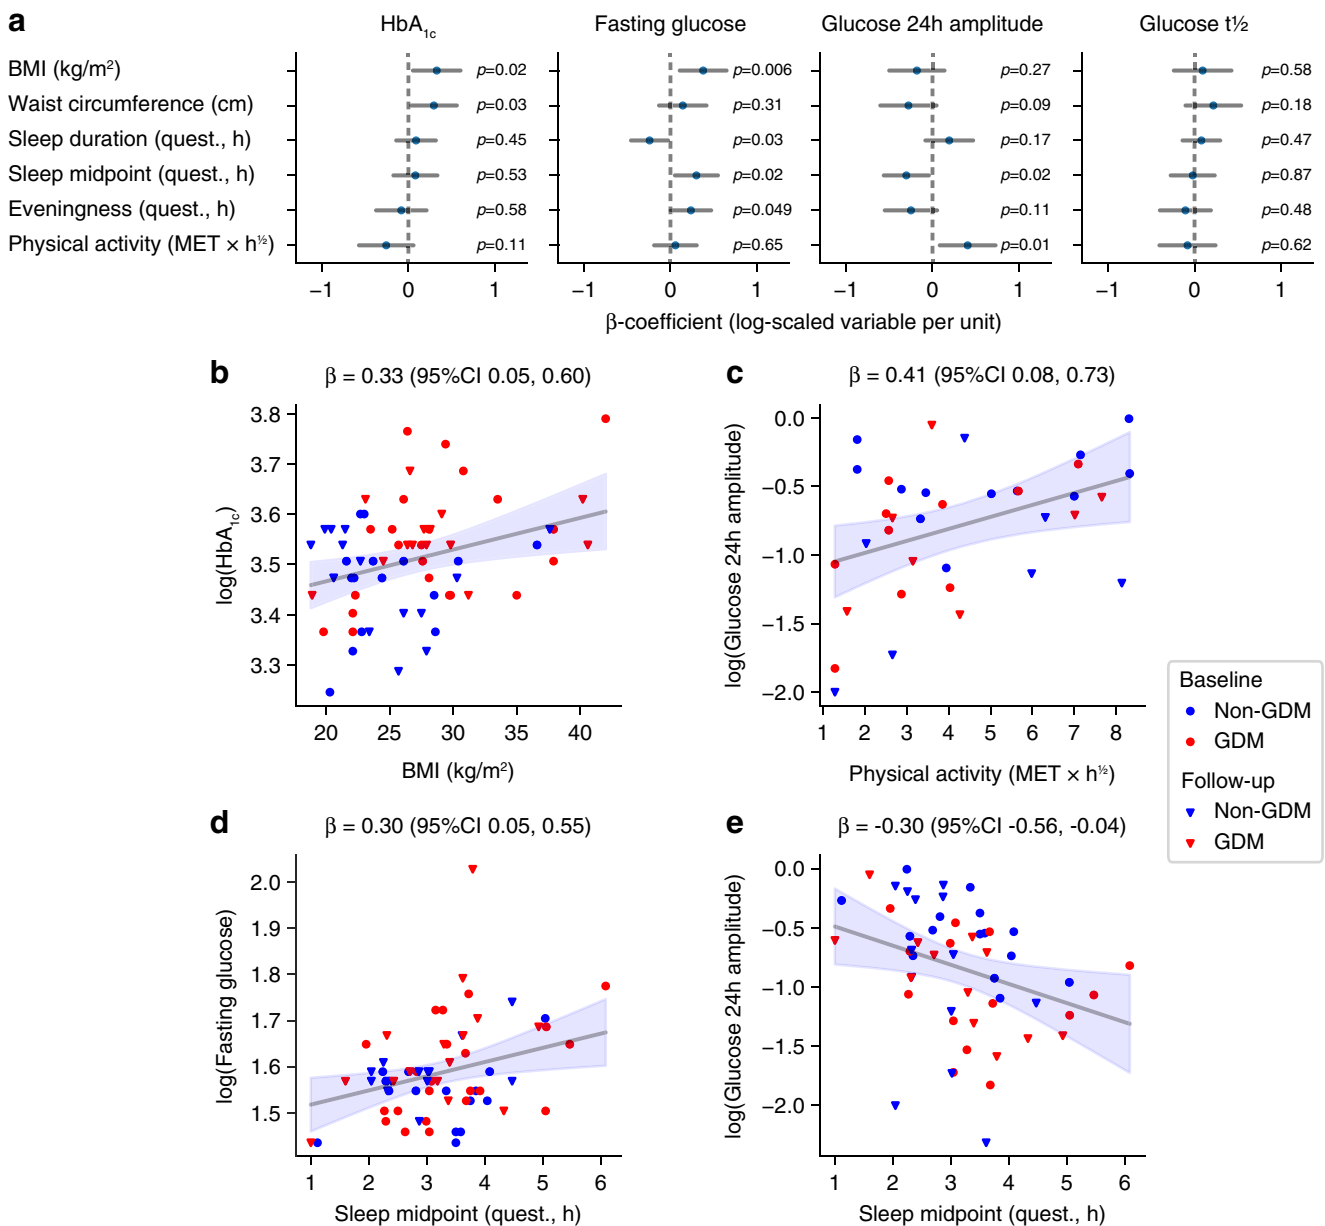 a
HbA1c
Fasting glucose
Glucose 24h amplitude
Glucose t½
BMI (kg/m²)
p=0.02
p=0.006
p=0.27
p=0.58
Waist circumference (cm)
p=0.03
p=0.31
p=0.09
p=0.18
Sleep duration (quest., h)
p=0.45
p=0.03
p=0.17
p=0.47
Sleep midpoint (quest., h)
p=0.53
p=0.02
p=0.02
p=0.87
Eveningness (quest., h)
p=0.58
p=0.049
p=0.11
p=0.48
Physical activity (MET × h½)
p=0.11
p=0.65
p=0.01
p=0.62
−1 0 1
−1 0 1
−1 0 1
−1 0 1
β-coefficient (log-scaled variable per unit)
b
β = 0.33 (95%CI 0.05, 0.60)
log(HbA1c)
3.8
3.7
3.6
3.5
3.4
3.3
20 25 30 35 40
BMI (kg/m²)
c
β = 0.41 (95%CI 0.08, 0.73)
log(Glucose 24h amplitude)
0.0
−0.5
−1.0
−1.5
−2.0
1 2 3 4 5 6 7 8
Physical activity (MET × h½)
Baseline
Non-GDM
GDM
Follow-up
Non-GDM
GDM
d
β = 0.30 (95%CI 0.05, 0.55)
log(Fasting glucose)
2.0
1.9
1.8
1.7
1.6
1.5
1 2 3 4 5 6
Sleep midpoint (quest., h)
e
β = -0.30 (95%CI -0.56, -0.04)
log(Glucose 24h amplitude)
0.0
−0.5
−1.0
−1.5
−2.0
1 2 3 4 5 6
Sleep midpoint (quest., h)